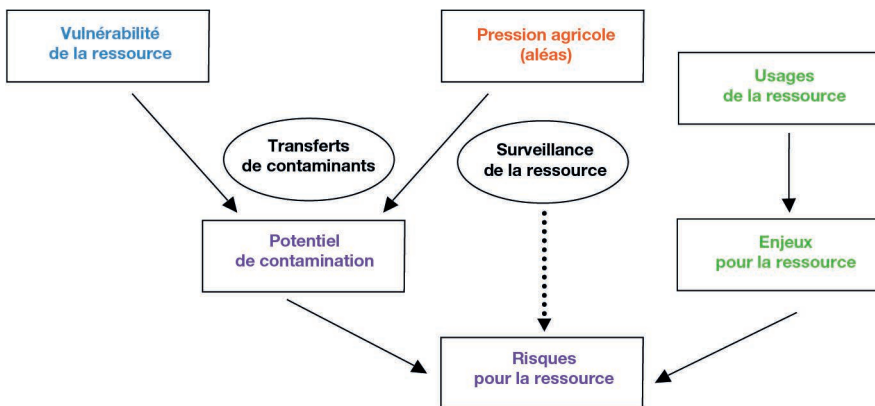 Vulnérabilité
de la ressource
Pression agricole
(aléas)
Usages
de la ressource
Transferts
de contaminants
Surveillance
de la ressource
Potentiel
de contamination
Enjeux
pour la ressource
Risques
pour la ressource